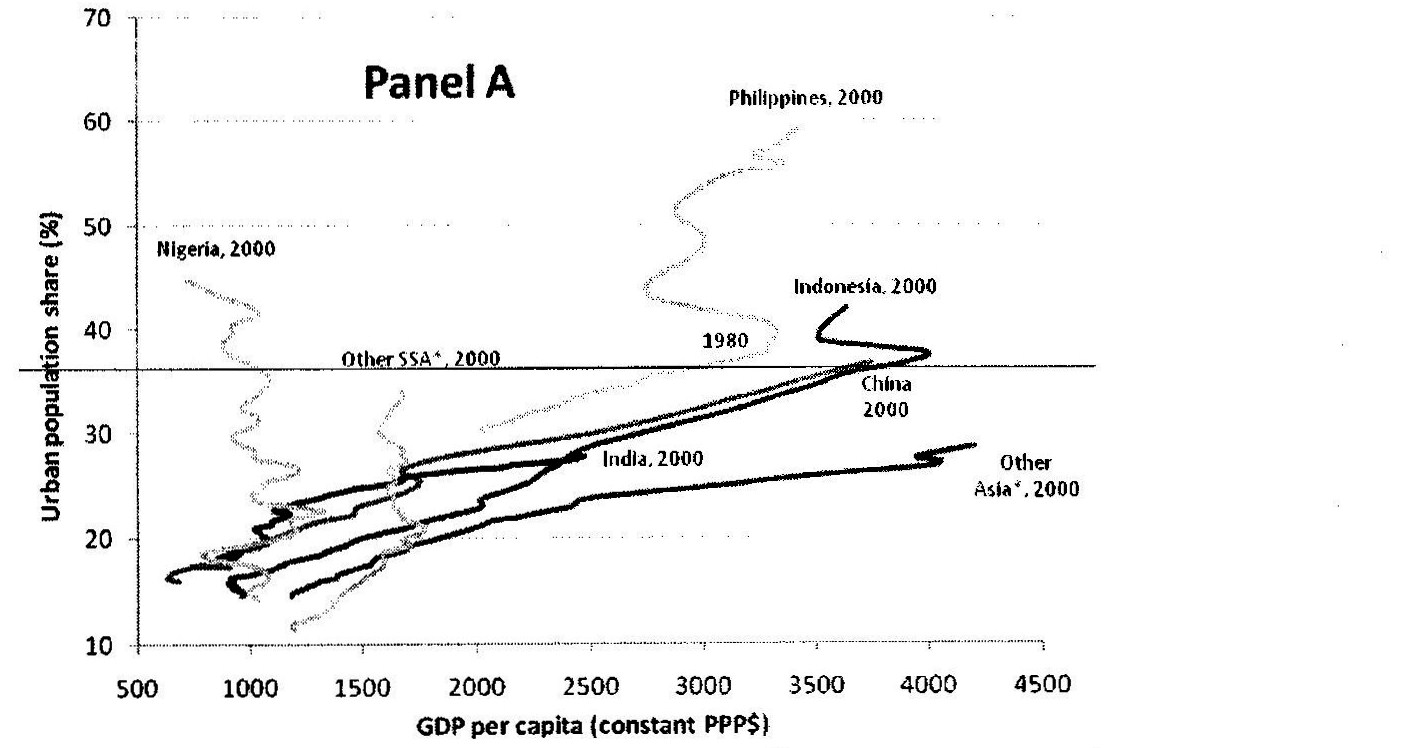 Panel A
70
60
50
40
30
20
10
Urban population share (%)
Philippines, 2000
Nigeria, 2000
Indonesia, 2000
1980
Other SSA*, 2000
China
2000
India, 2000
Other
Asia*, 2000
500 1000 1500 2000 2500 3000 3500 4000 4500
GDP per capita (constant PPP$)